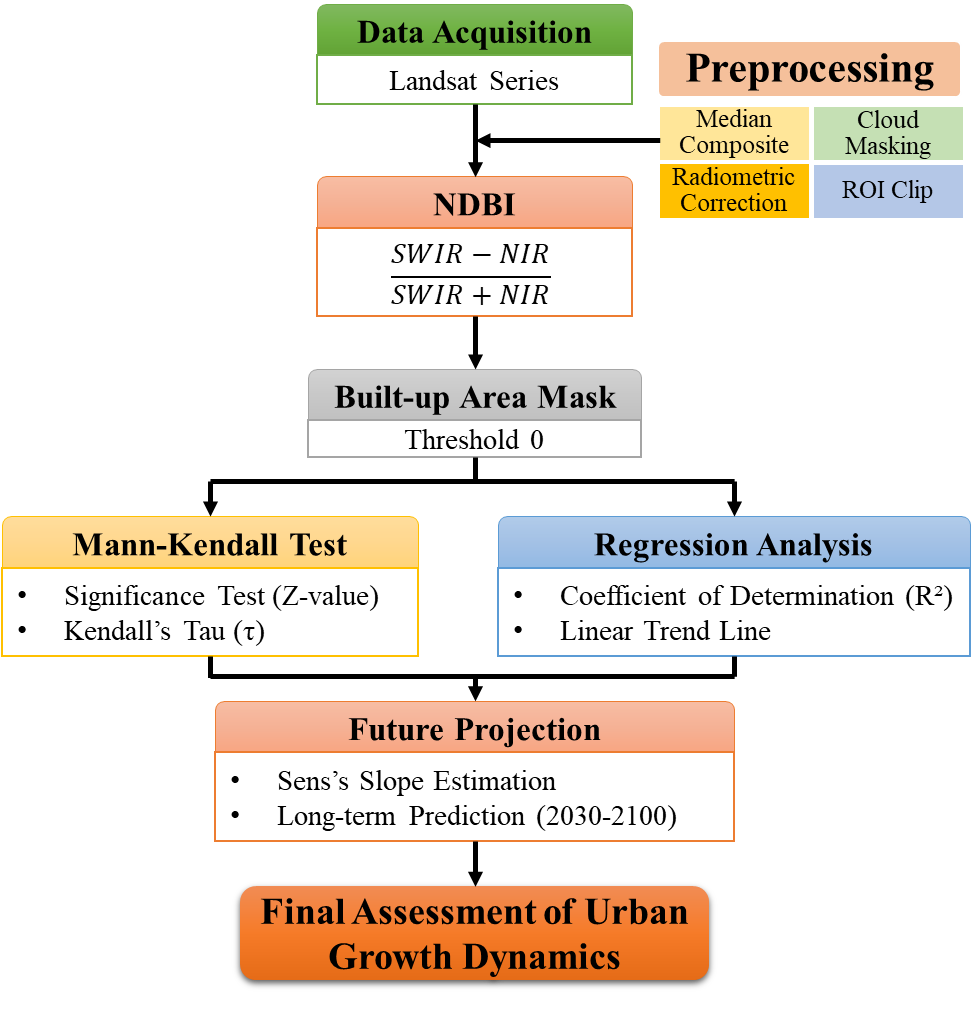 Data Acquisition
Landsat Series
Preprocessing
Median
Composite
Cloud
Masking
Radiometric
Correction
ROI Clip
NDBI
SWIR − NIR
SWIR + NIR
Built-up Area Mask
Threshold 0
Mann-Kendall Test
• Significance Test (Z-value)
• Kendall’s Tau (τ)
Regression Analysis
• Coefficient of Determination (R²)
• Linear Trend Line
Future Projection
• Sens’s Slope Estimation
• Long-term Prediction (2030-2100)
Final Assessment of Urban
Growth Dynamics